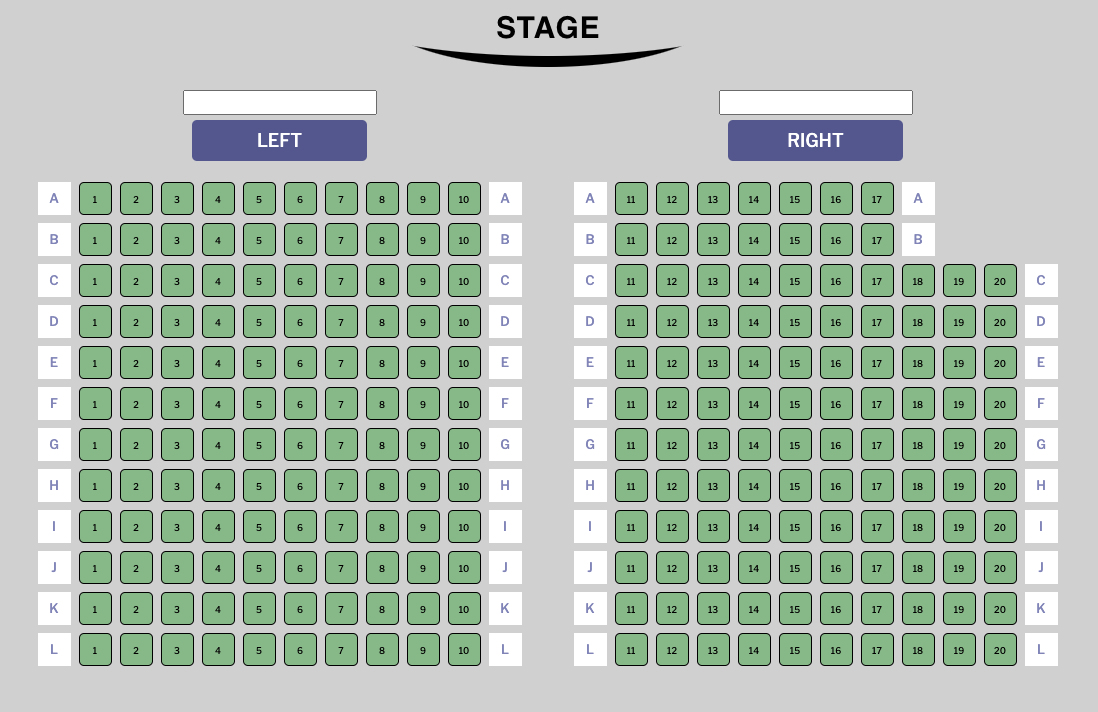 STAGE
LEFT RIGHT
A 1 2 3 4 5 6 7 8 9 10 A A 11 12 13 14 15 16 17 A
B 1 2 3 4 5 6 7 8 9 10 B B 11 12 13 14 15 16 17 B
C 1 2 3 4 5 6 7 8 9 10 C C 11 12 13 14 15 16 17 18 19 20 C
D 1 2 3 4 5 6 7 8 9 10 D D 11 12 13 14 15 16 17 18 19 20 D
E 1 2 3 4 5 6 7 8 9 10 E E 11 12 13 14 15 16 17 18 19 20 E
F 1 2 3 4 5 6 7 8 9 10 F F 11 12 13 14 15 16 17 18 19 20 F
G 1 2 3 4 5 6 7 8 9 10 G G 11 12 13 14 15 16 17 18 19 20 G
H 1 2 3 4 5 6 7 8 9 10 H H 11 12 13 14 15 16 17 18 19 20 H
I 1 2 3 4 5 6 7 8 9 10 I I 11 12 13 14 15 16 17 18 19 20 I
J 1 2 3 4 5 6 7 8 9 10 J J 11 12 13 14 15 16 17 18 19 20 J
K 1 2 3 4 5 6 7 8 9 10 K K 11 12 13 14 15 16 17 18 19 20 K
L 1 2 3 4 5 6 7 8 9 10 L L 11 12 13 14 15 16 17 18 19 20 L